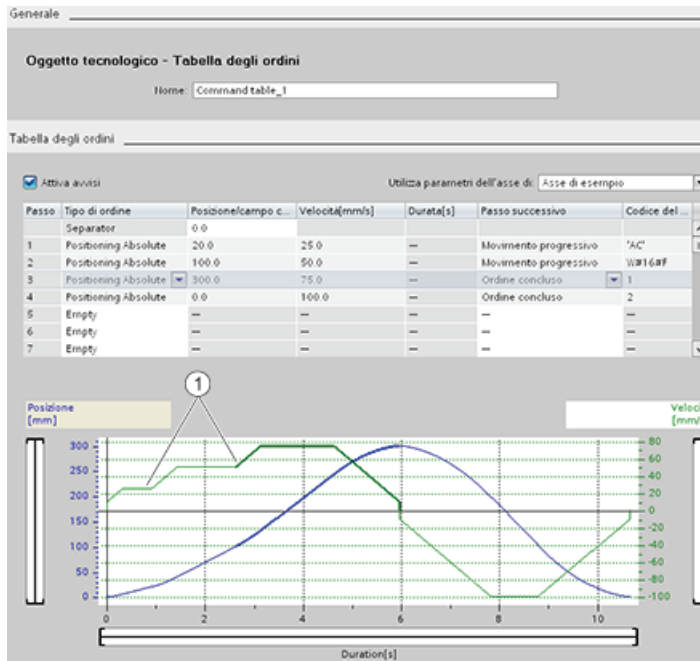 Generale
Oggetto tecnologico - Tabella degli ordini
Nome: Command table_1
Tabella degli ordini
Attiva avvisi Utilizza parametri dell'asse di: Asse di esempio
Passo Tipo di ordine Posizione/campo c... Velocità[mm/s] Durata[s] Passo successivo Codice del ...
Separator 0.0
1 Positioning Absolute 20.0 25.0 — Movimento progressivo 'AC'
2 Positioning Absolute 100.0 50.0 — Movimento progressivo W#16#F
3 Positioning Absolute 300.0 75.0 — Ordine concluso 1
4 Positioning Absolute 0.0 100.0 — Ordine concluso 2
5 Empty — — — — —
6 Empty — — — — —
7 Empty — — — — —
1
Posizione [mm]
Veloci [mm/
300 80
250 60
200 40
150 20
100 0
50 -20
0 -40
-60
-80
-100
0 2 4 6 8 10
Duration[s]